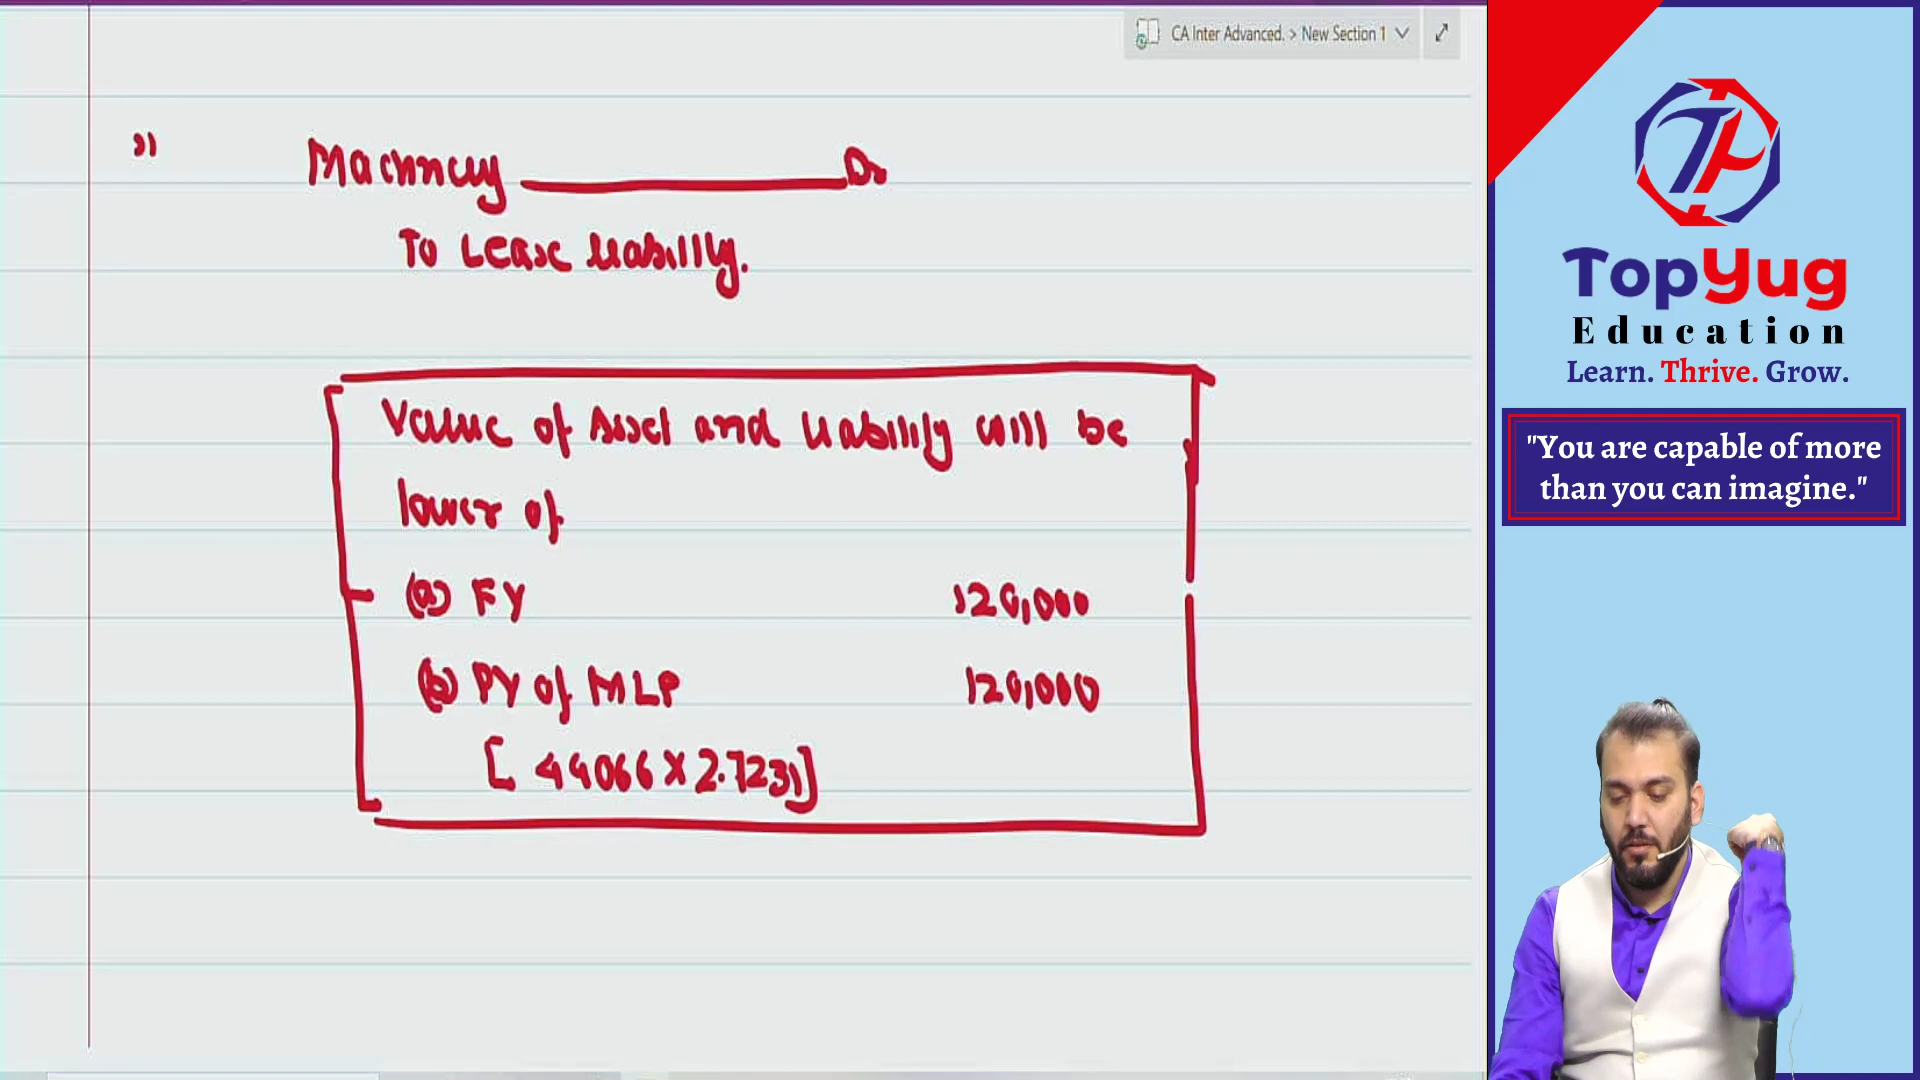 CA Inter Advanced. > New Section 1
1) Machinery ________ Dr
To Lease liability.
Value of Asset and liability will be
lower of
(a) FV 120,000
(b) PV of MLP 120,000
[44066 X 2.7231]
TopYug
Education
Learn. Thrive. Grow.
"You are capable of more
than you can imagine."